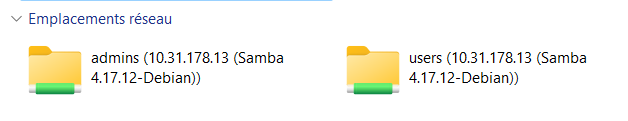 Emplacements réseau
admins (10.31.178.13 (Samba
4.17.12-Debian))
users (10.31.178.13 (Samba
4.17.12-Debian))